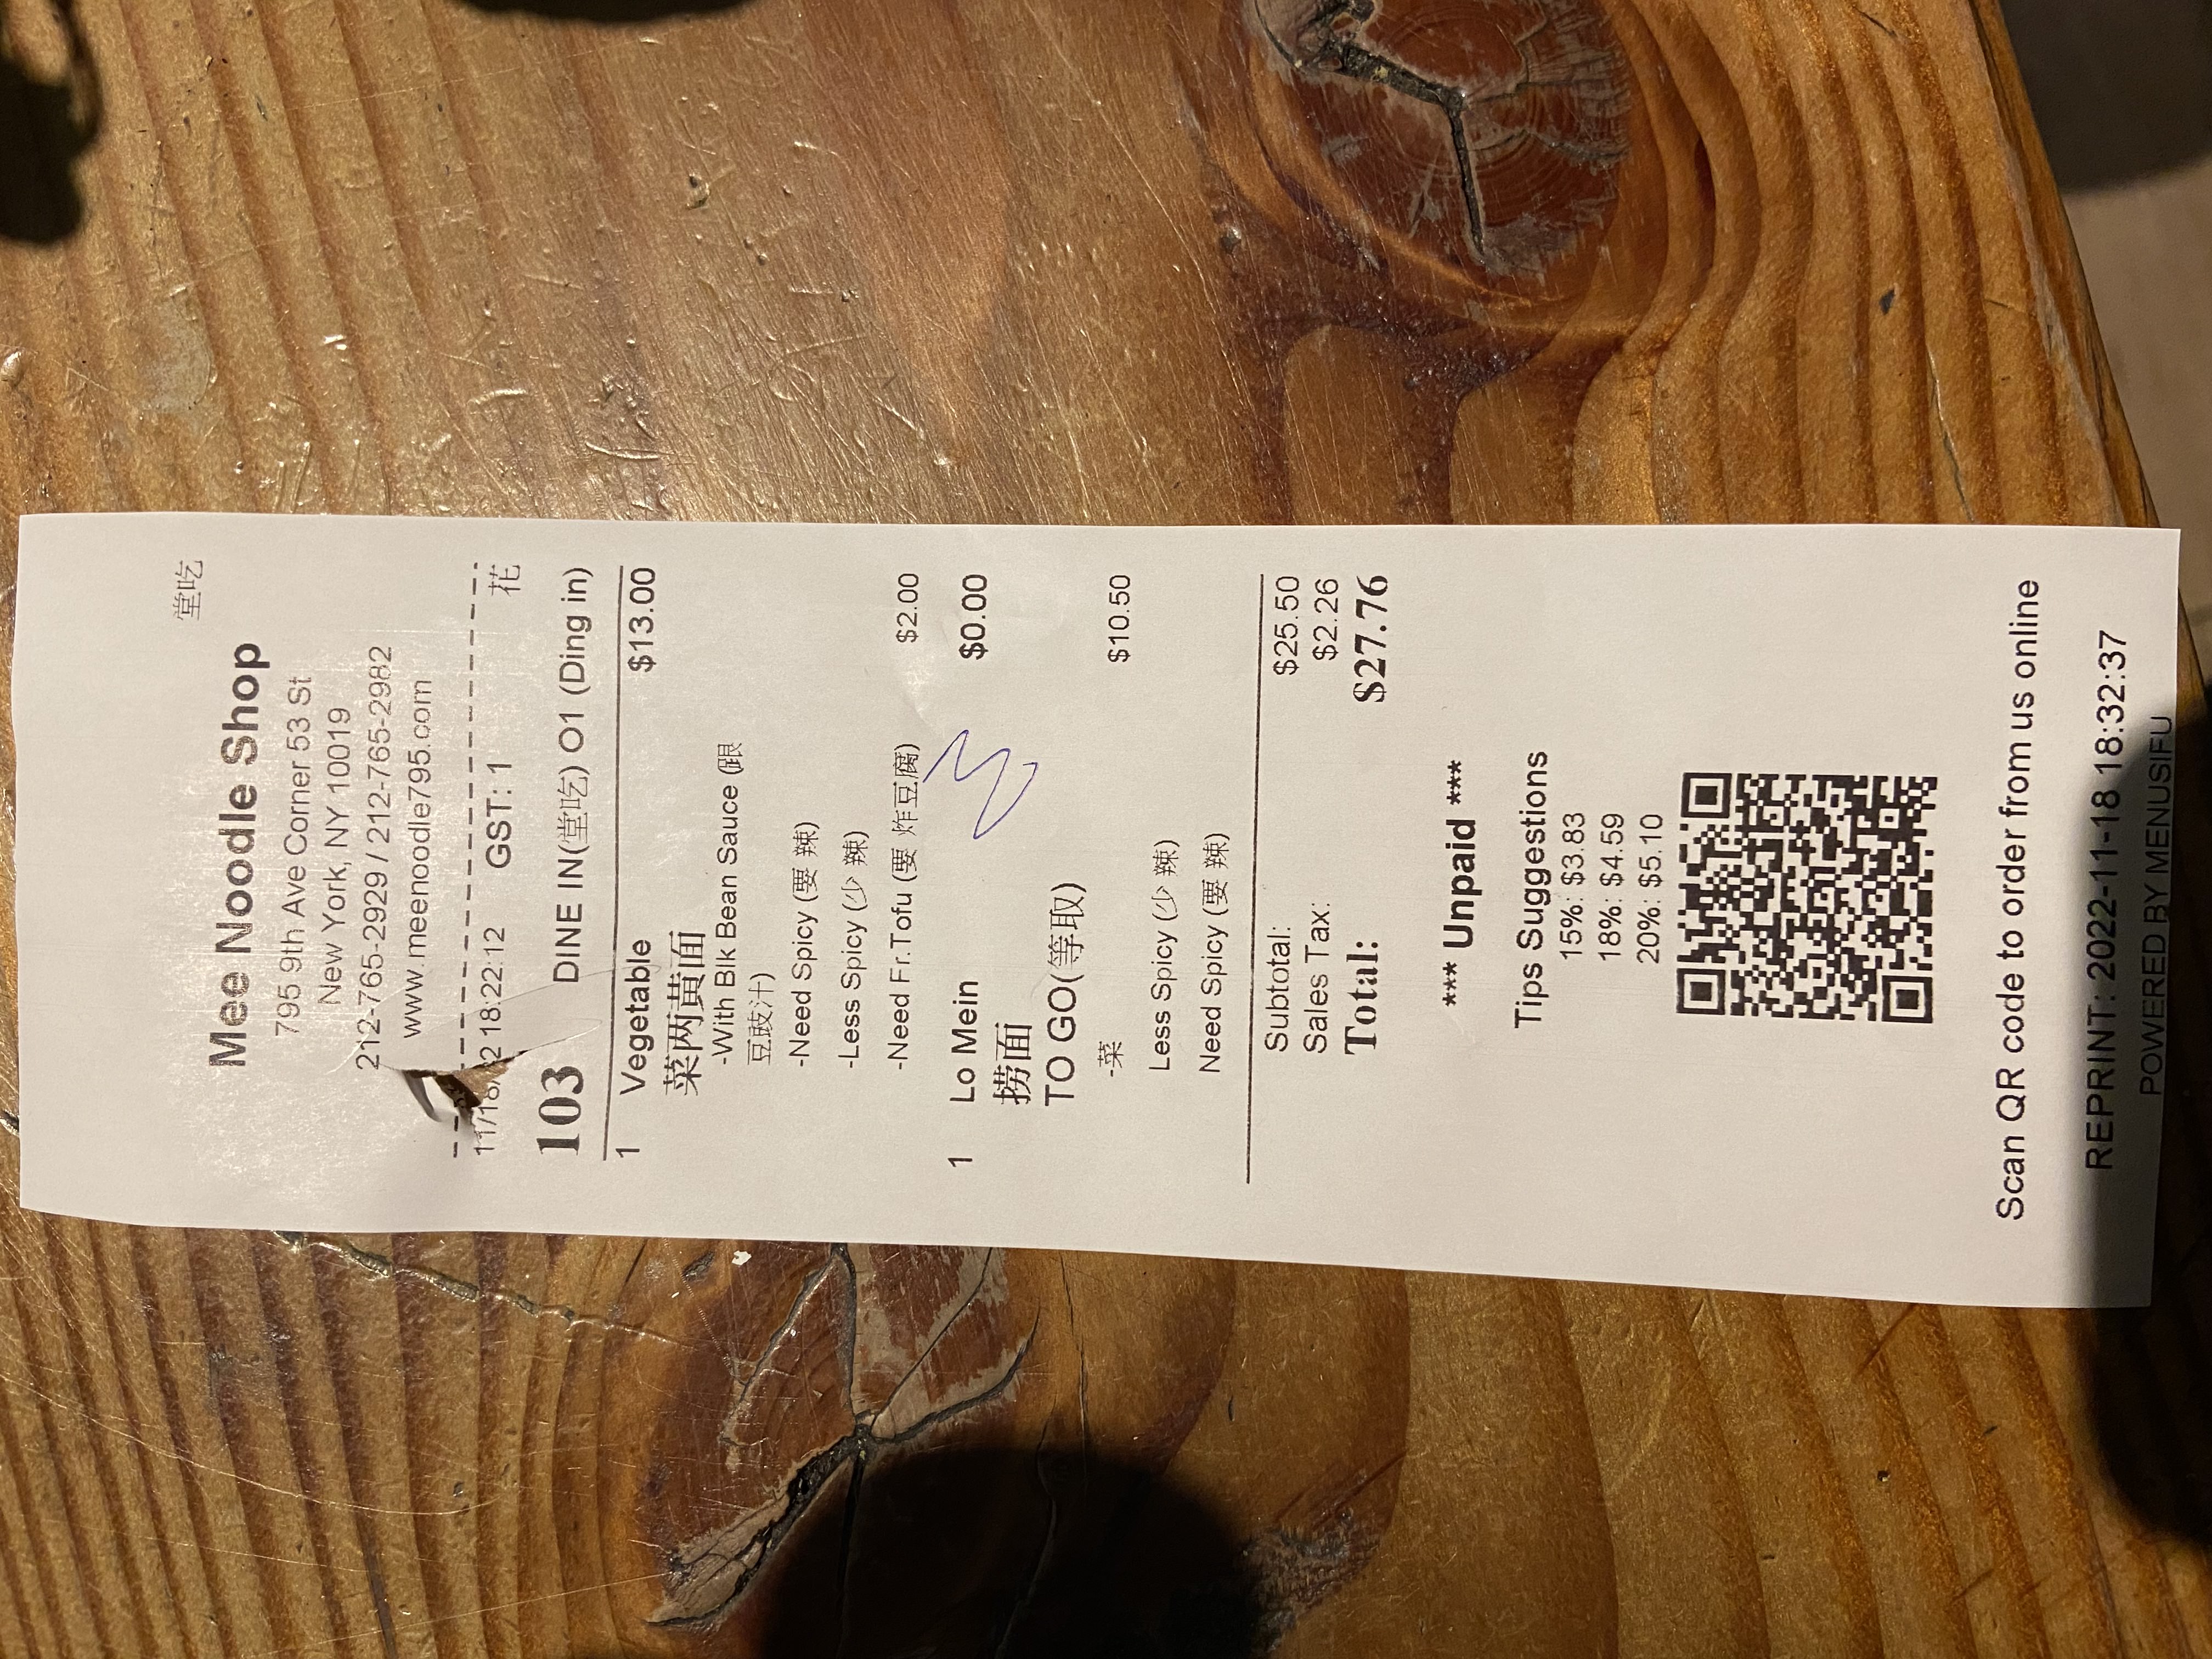 堂吃
Mee Noodle Shop
795 9th Ave Corner 53 St
New York, NY 10019
212-765-2929 / 212-765-2982
www.meenoodle795.com
11/18/ 2 18:22:12 GST: 1 花
103 DINE IN(堂吃) O1 (Ding in)
1 Vegetable $13.00
菜两黄面
-With Blk Bean Sauce (跟
豆豉汁)
-Need Spicy (要 辣)
-Less Spicy (少 辣)
-Need Fr.Tofu (要 炸豆腐) $2.00
1 Lo Mein $0.00
捞面
TO GO(等取)
-菜 $10.50
Less Spicy (少 辣)
Need Spicy (要 辣)
Subtotal: $25.50
Sales Tax: $2.26
Total: $27.76
*** Unpaid ***
Tips Suggestions
15%: $3.83
18%: $4.59
20%: $5.10
Scan QR code to order from us online
REPRINT: 2022-11-18 18:32:37
POWERED BY MENUSIFU